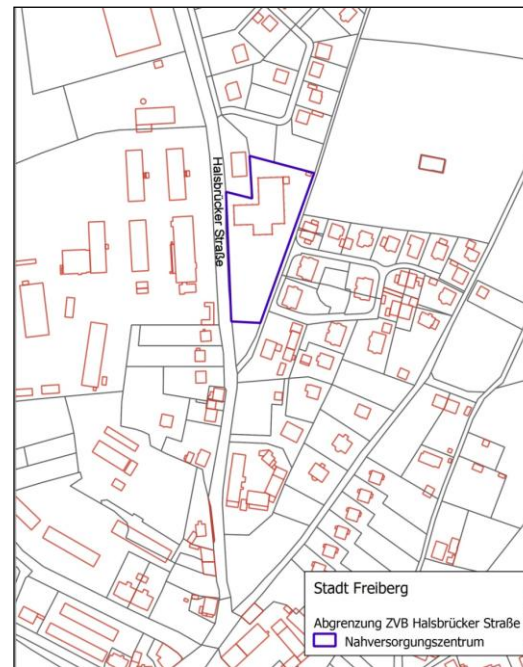 Halsbrücker Straße
Stadt Freiberg
Abgrenzung ZVB Halsbrücker Straße
Nahversorgungszentrum